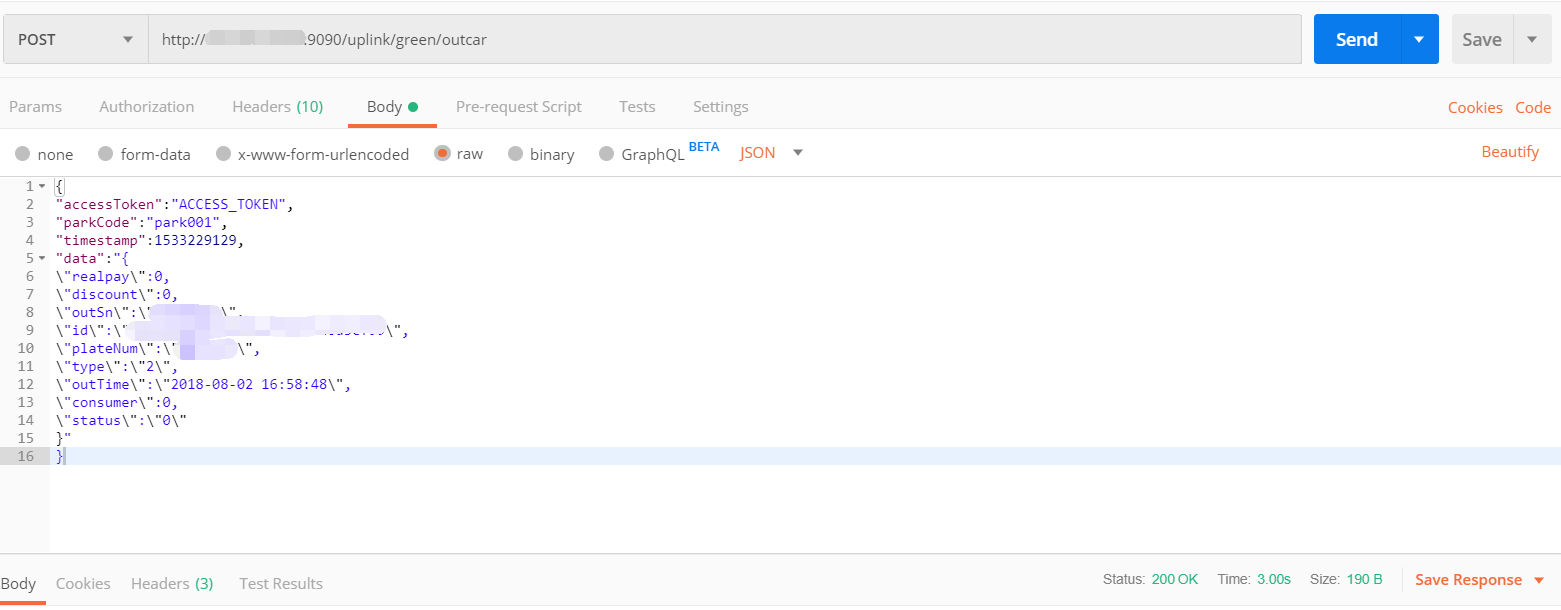 POST http:// :9090/uplink/green/outcar Send Save
Params Authorization Headers (10) Body Pre-request Script Tests Settings Cookies Code
none form-data x-www-form-urlencoded raw binary GraphQL BETA JSON Beautify
1 {
2 "accessToken":"ACCESS_TOKEN",
3 "parkCode":"park001",
4 "timestamp":1533229129,
5 "data":"{
6 \"realpay\":0,
7 \"discount\":0,
8 \"outSn\":\" \",
9 \"id\":\" \",
10 \"plateNum\":\" \",
11 \"type\":\"2\",
12 \"outTime\":\"2018-08-02 16:58:48\",
13 \"consumer\":0,
14 \"status\":\"0\"
15 }"
16 }
Body Cookies Headers (3) Test Results Status: 200 OK Time: 3.00s Size: 190 B Save Response